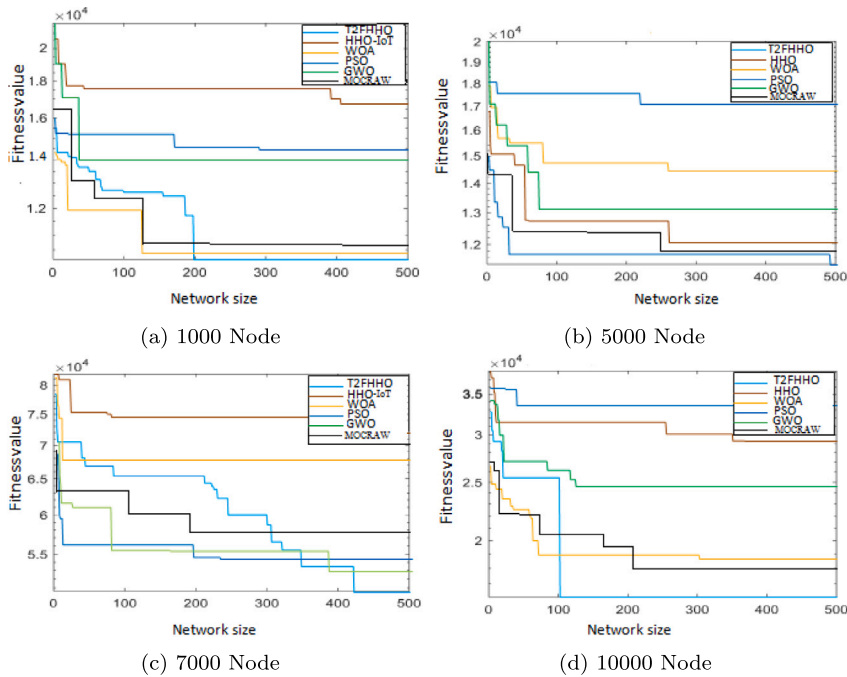 ×10⁴
2
1.8
1.6
1.4
1.2
Fitnessvalue
T2FHHO
HHO-IoT
WOA
PSO
GWO
MOCRAW
0 100 200 300 400 500
Network size
(a) 1000 Node
×10⁴
2
1.9
1.8
1.7
1.6
1.5
1.4
1.3
1.2
Fitnessvalue
T2FHHO
HHO
WOA
PSO
GWO
MOCRAW
0 100 200 300 400 500
Network size
(b) 5000 Node
×10⁴
8
7.5
7
6.5
6
5.5
Fitnessvalue
T2FHHO
HHO-IoT
WOA
PSO
GWO
MOCRAW
0 100 200 300 400 500
Network size
(c) 7000 Node
×10⁴
3.5
3
2.5
2
Fitnessvalue
T2FHHO
HHO
WOA
PSO
GWO
MOCRAW
0 100 200 300 400 500
Network size
(d) 10000 Node